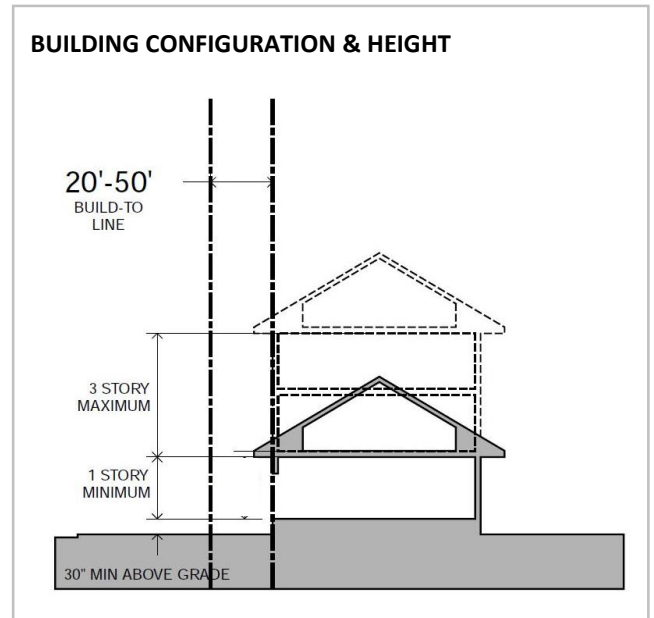 BUILDING CONFIGURATION & HEIGHT
20'-50'
BUILD-TO
LINE
3 STORY
MAXIMUM
1 STORY
MINIMUM
30" MIN ABOVE GRADE